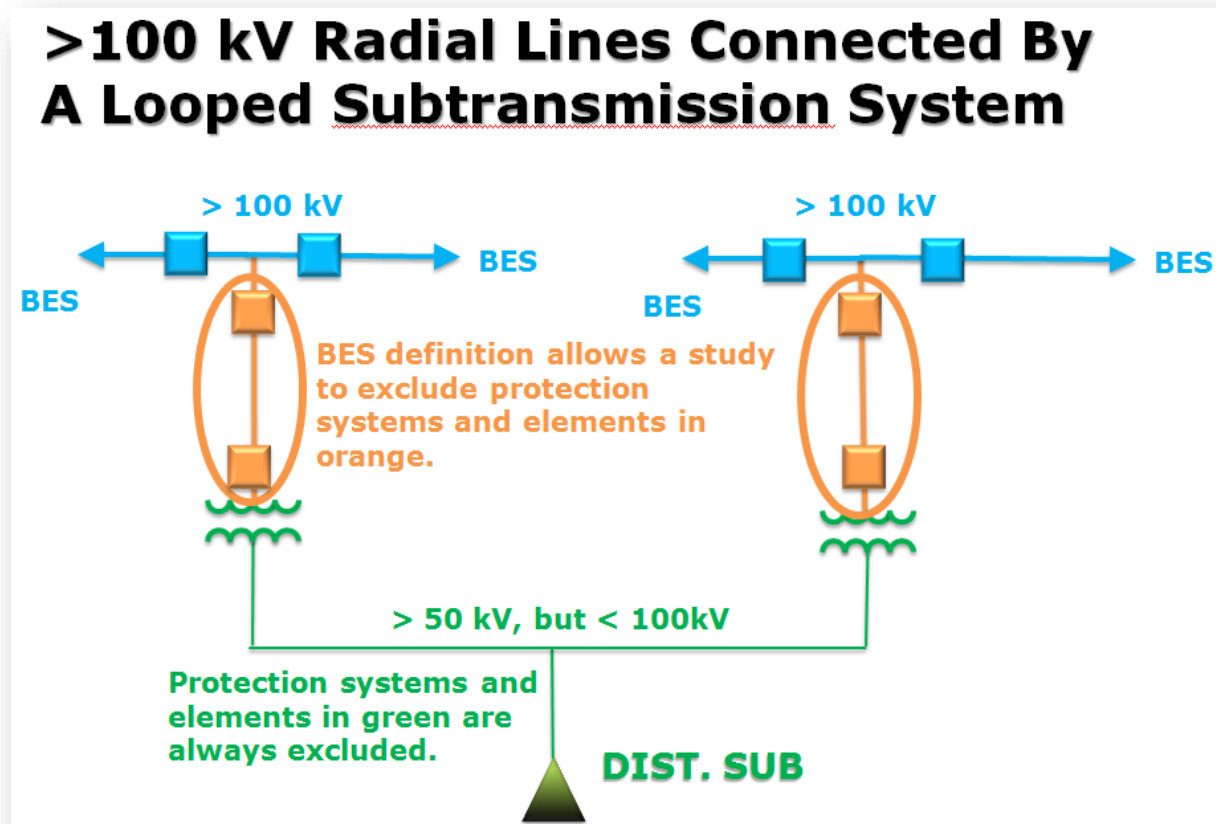 >100 kV Radial Lines Connected By
A Looped Subtransmission System
> 100 kV
> 100 kV
BES
BES
BES
BES
BES definition allows a study
to exclude protection
systems and elements in
orange.
> 50 kV, but < 100kV
Protection systems and
elements in green are
always excluded.
DIST. SUB